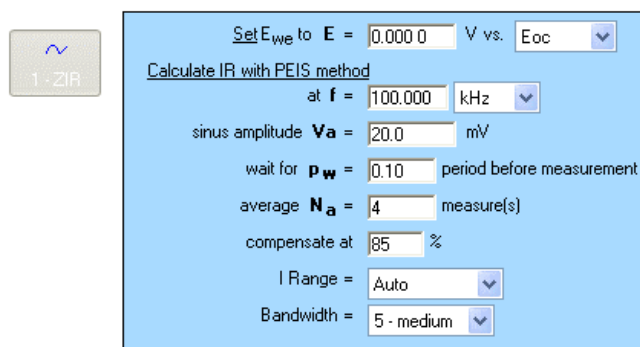 1 - ZIR
Set Ewe to E = 0.000 0 V vs. Eoc
Calculate IR with PEIS method
at f = 100.000 kHz
sinus amplitude Va = 20.0 mV
wait for pw = 0.10 period before measurement
average Na = 4 measure(s)
compensate at 85 %
I Range = Auto
Bandwidth = 5 - medium